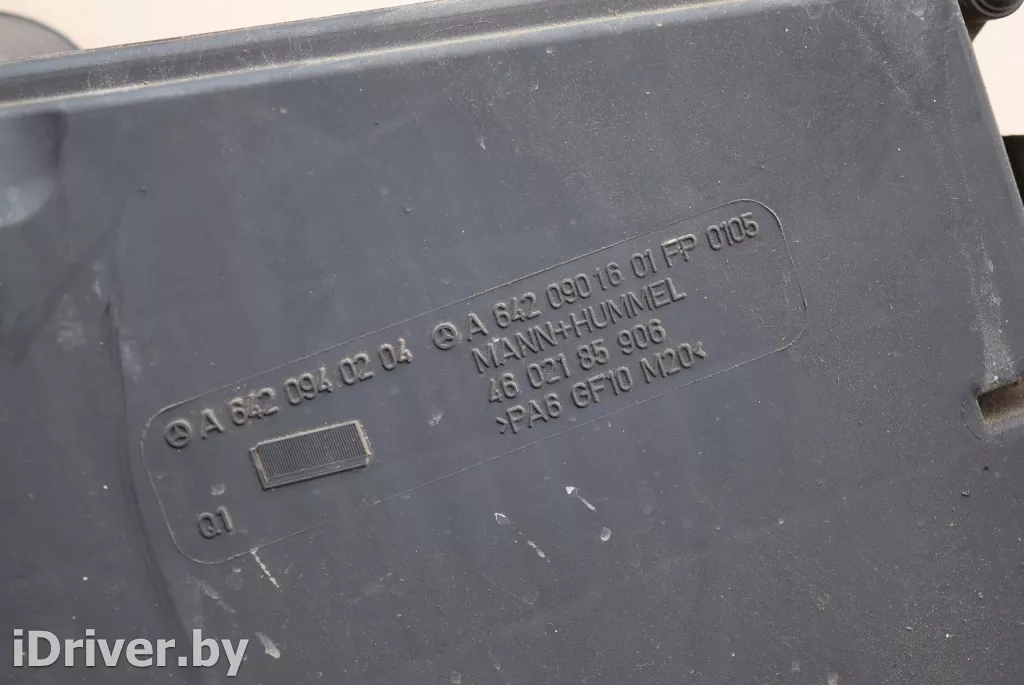 A 642 090 16 01 FP 0105
MANN+HUMMEL
46 021 85 906
>PA6 GF10 M20<
A 642 094 02 04
Q1
iDriver.by